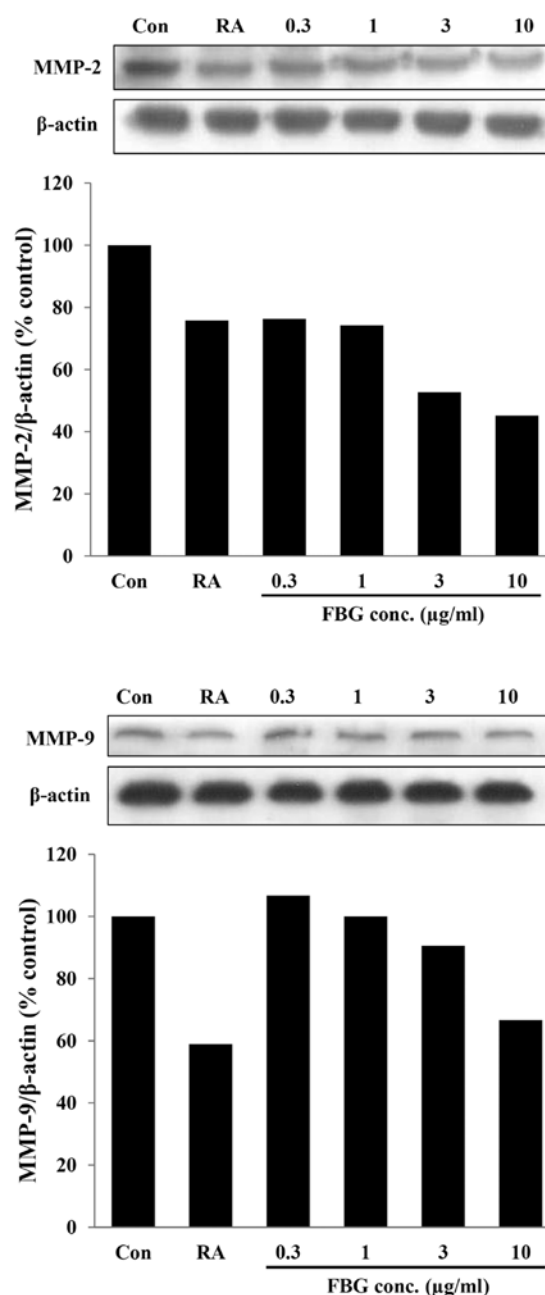 Con RA 0.3 1 3 10
MMP-2
β-actin
120
100
80
60
40
20
0
MMP-2/β-actin (% control)
Con RA 0.3 1 3 10
FBG conc. (μg/ml)
Con RA 0.3 1 3 10
MMP-9
β-actin
120
100
80
60
40
20
0
MMP-9/β-actin (% control)
Con RA 0.3 1 3 10
FBG conc. (μg/ml)